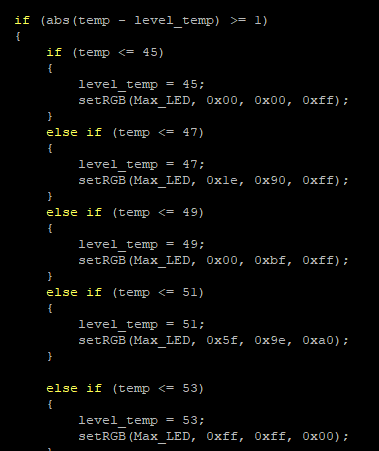 if (abs(temp - level_temp) >= 1)
{
    if (temp <= 45)
    {
        level_temp = 45;
        setRGB(Max_LED, 0x00, 0x00, 0xff);
    }
    else if (temp <= 47)
    {
        level_temp = 47;
        setRGB(Max_LED, 0x1e, 0x90, 0xff);
    }
    else if (temp <= 49)
    {
        level_temp = 49;
        setRGB(Max_LED, 0x00, 0xbf, 0xff);
    }
    else if (temp <= 51)
    {
        level_temp = 51;
        setRGB(Max_LED, 0x5f, 0x9e, 0xa0);
    }

    else if (temp <= 53)
    {
        level_temp = 53;
        setRGB(Max_LED, 0xff, 0xff, 0x00);
    }